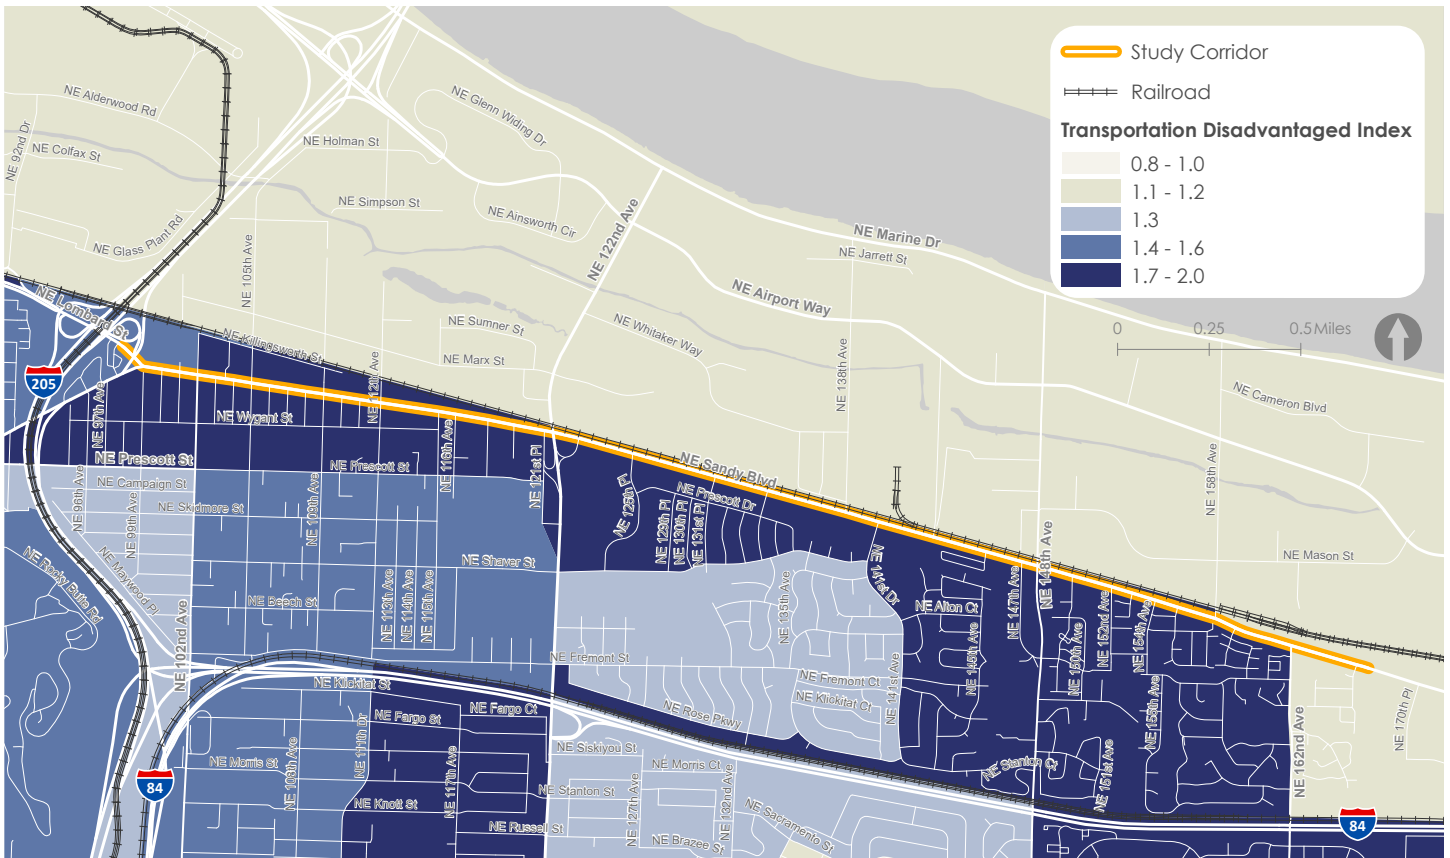 Study Corridor
Railroad
Transportation Disadvantaged Index
0.8 - 1.0
1.1 - 1.2
1.3
1.4 - 1.6
1.7 - 2.0
0
0.25
0.5 Miles
NE Alderwood Rd
NE 92nd Dr
NE Colfax St
NE Glenn Widing Dr
NE Holman St
NE Simpson St
NE Ainsworth Cir
NE Glass Plant Rd
NE 105th Ave
NE 122nd Ave
NE Marine Dr
NE Jarrett St
NE Airport Way
NE Lombard St
NE Killingsworth St
NE Sumner St
NE Marx St
NE Whitaker Way
NE 112th Ave
NE 138th Ave
NE Cameron Blvd
205
NE 97th Ave
NE Wygant St
NE Prescott St
NE Prescott St
NE 116th Ave
NE 121st Pl
NE Sandy Blvd
NE Prescott Dr
NE 128th Pl
NE 129th Pl
NE 130th Pl
NE 131st Pl
NE 158th Ave
NE Campaign St
NE 96th Ave
NE 99th Ave
NE Skidmore St
NE 109th Ave
NE Shaver St
NE Mason St
NE 148th Ave
NE 141st Dr
NE Rocky Butte Rd
NE Maywood Pl
NE 102nd Ave
NE Beech St
NE 113th Ave
NE 114th Ave
NE 115th Ave
NE 135th Ave
NE Alton Ct
NE 147th Ave
NE 145th Ave
NE 150th Ave
NE 152nd Ave
NE 154th Ave
NE Fremont St
NE Fremont Ct
NE Klickitat Ct
NE 141st Ave
NE Klickitat St
NE Fargo St
NE Fargo Ct
NE Rose Pkwy
NE 155th Ave
NE 162nd Ave
NE 170th Pl
NE 111th Dr
NE Siskiyou St
NE Morris St
NE 108th Ave
NE 117th Ave
NE Morris Ct
NE Stanton St
NE Stanton Ct
NE 151st Ave
NE 127th Ave
NE 132nd Ave
84
NE Knott St
NE Russell St
NE Brazee St
NE Sacramento St
84